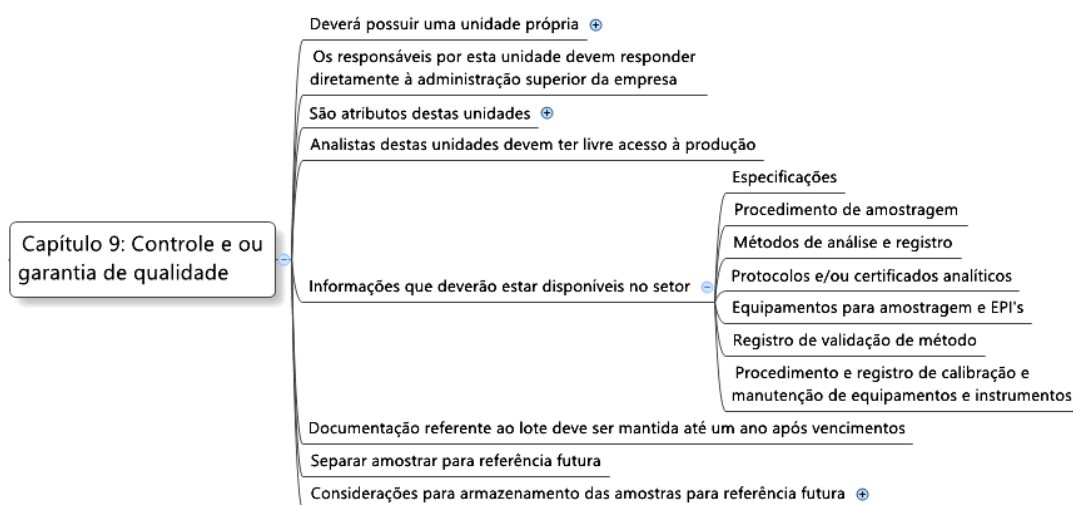 Capítulo 9: Controle e ou
garantia de qualidade
Deverá possuir uma unidade própria
Os responsáveis por esta unidade devem responder
diretamente à administração superior da empresa
São atributos destas unidades
Analistas destas unidades devem ter livre acesso à produção
Informações que deverão estar disponíveis no setor
Especificações
Procedimento de amostragem
Métodos de análise e registro
Protocolos e/ou certificados analíticos
Equipamentos para amostragem e EPI's
Registro de validação de método
Procedimento e registro de calibração e
manutenção de equipamentos e instrumentos
Documentação referente ao lote deve ser mantida até um ano após vencimentos
Separar amostrar para referência futura
Considerações para armazenamento das amostras para referência futura